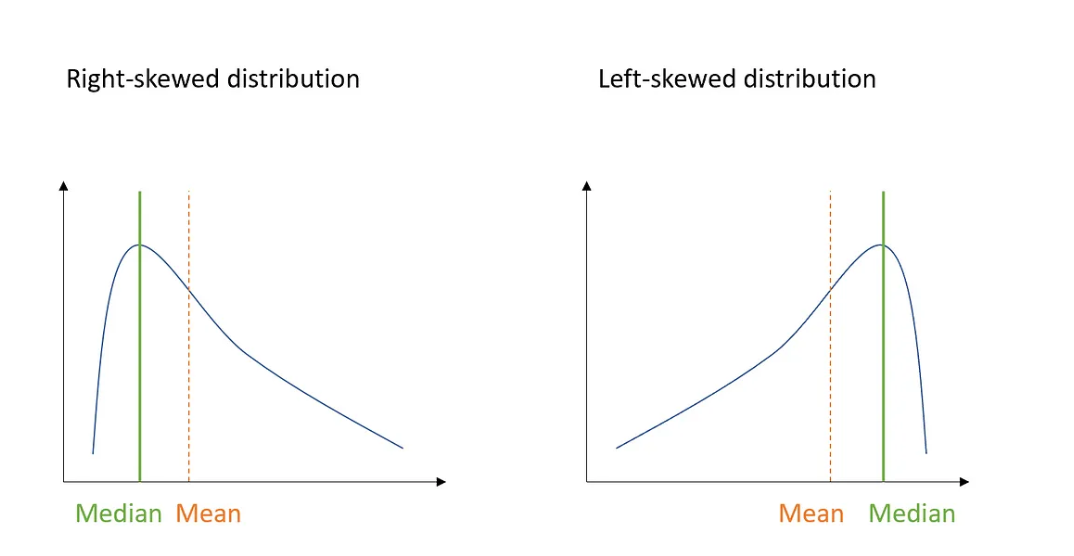 Right-skewed distribution
Left-skewed distribution
Median Mean
Mean Median